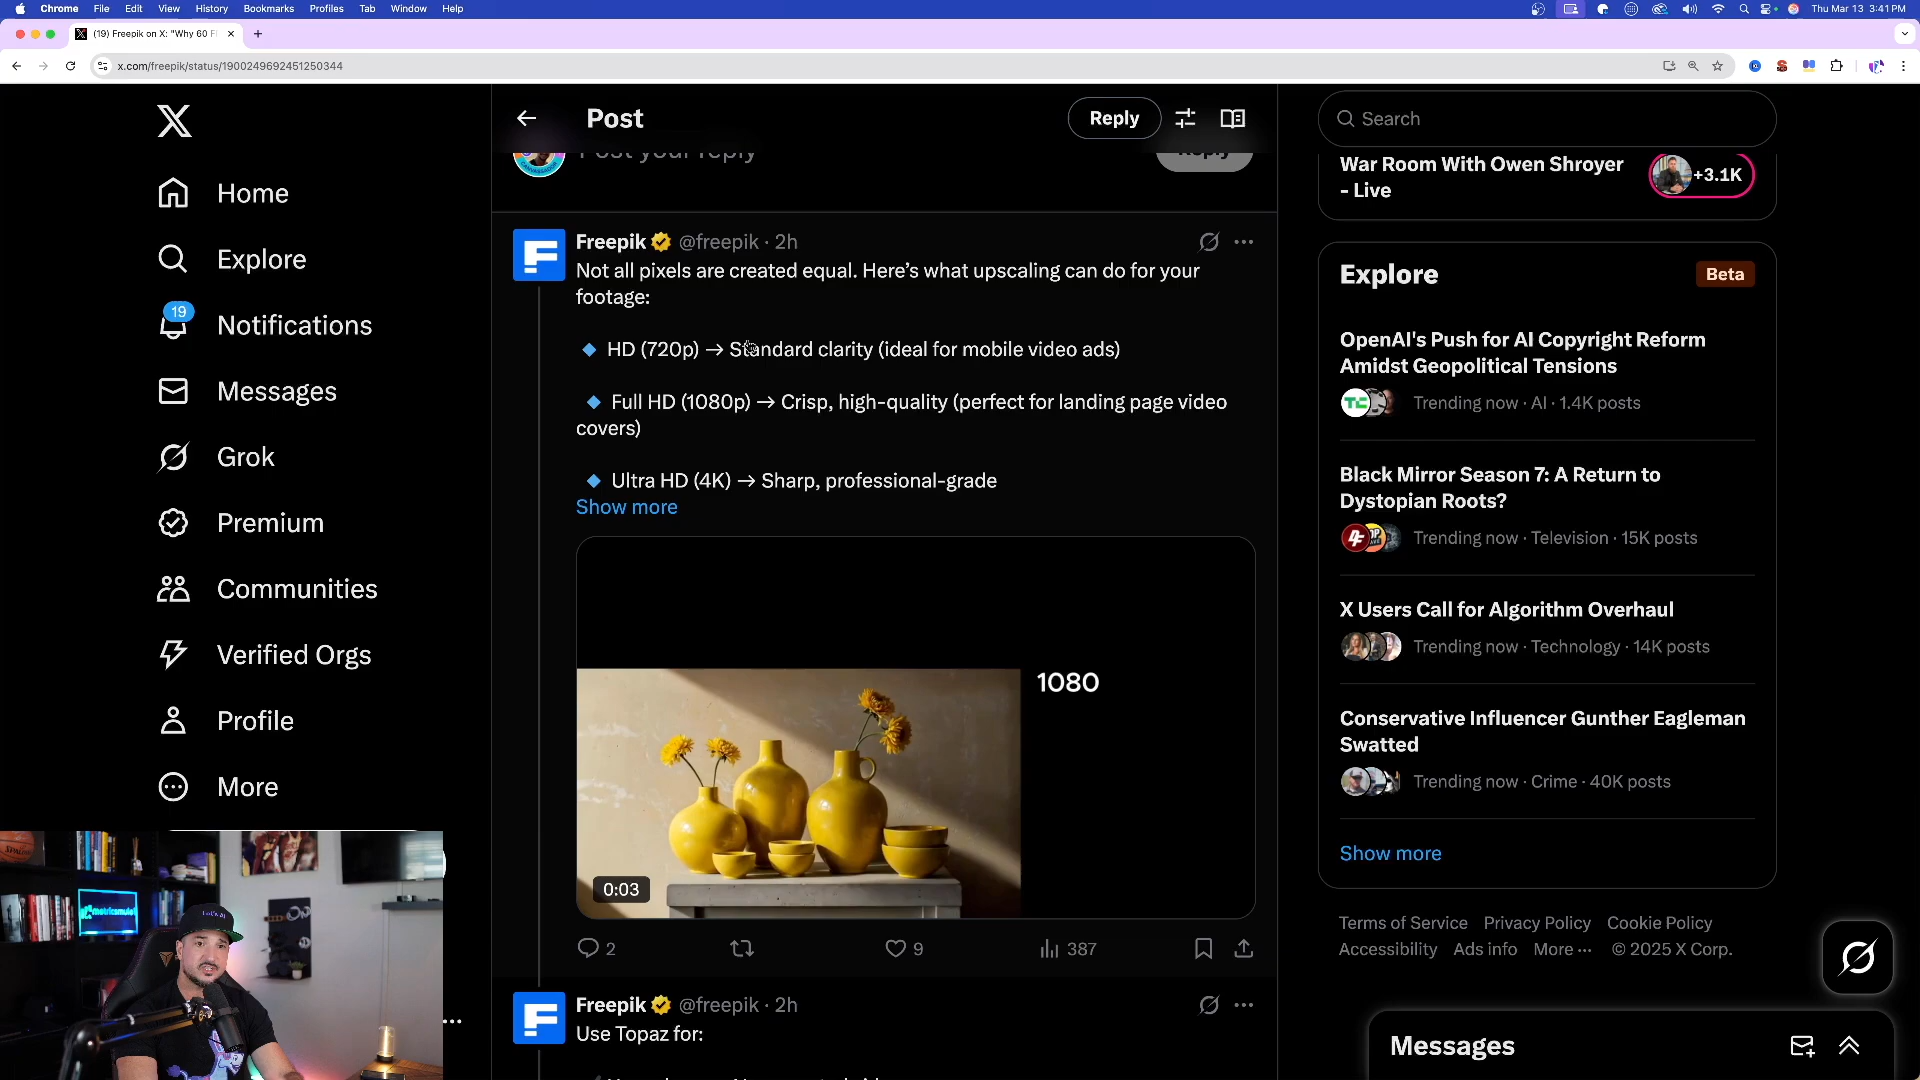 Chrome File Edit View History Bookmarks Profiles Tab Window Help
Thu Mar 13 3:41 PM
(19) Freepik on X: "Why 60 F
x.com/freepik/status/1900249692451250344
Post
Reply
Search
Post your reply
Reply
Home
Explore
19
Notifications
Messages
Grok
Premium
Communities
Verified Orgs
Profile
More
Freepik @freepik · 2h
Not all pixels are created equal. Here’s what upscaling can do for your
footage:
HD (720p) → Standard clarity (ideal for mobile video ads)
Full HD (1080p) → Crisp, high-quality (perfect for landing page video
covers)
Ultra HD (4K) → Sharp, professional-grade
Show more
1080
0:03
2
9
387
Freepik @freepik · 2h
Use Topaz for:
War Room With Owen Shroyer
- Live
+3.1K
Explore
Beta
OpenAI's Push for AI Copyright Reform
Amidst Geopolitical Tensions
Trending now · AI · 1.4K posts
Black Mirror Season 7: A Return to
Dystopian Roots?
Trending now · Television · 15K posts
X Users Call for Algorithm Overhaul
Trending now · Technology · 14K posts
Conservative Influencer Gunther Eagleman
Swatted
Trending now · Crime · 40K posts
Show more
Terms of Service Privacy Policy Cookie Policy
Accessibility Ads info More ··· © 2025 X Corp.
Messages